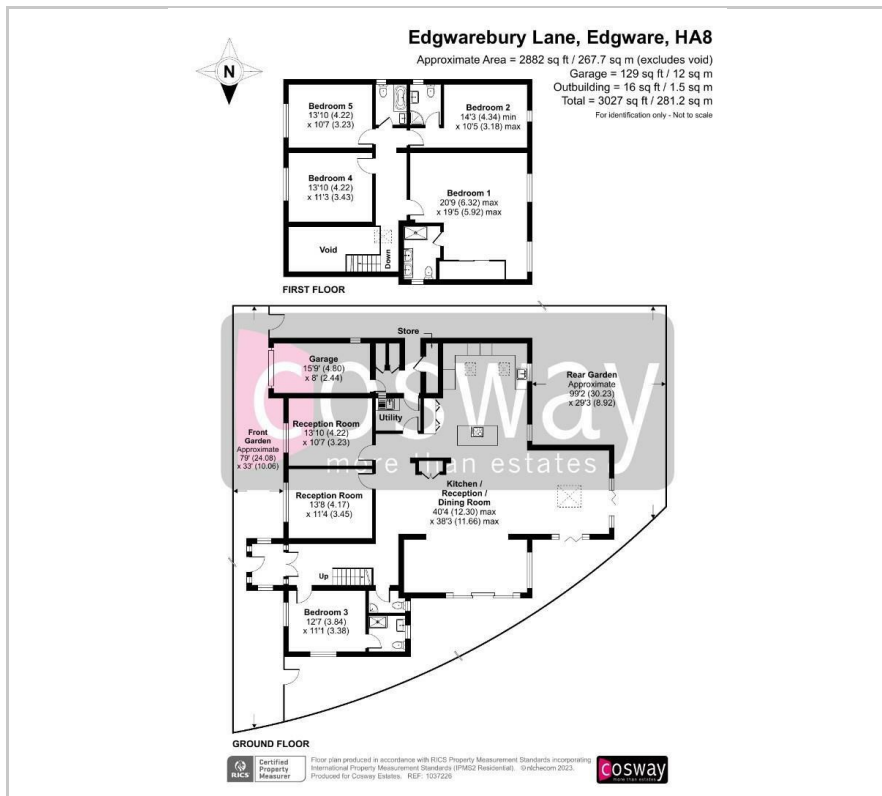 Edgwarebury Lane, Edgware, HA8
Approximate Area = 2882 sq ft / 267.7 sq m (excludes void)
Garage = 129 sq ft / 12 sq m
Outbuilding = 16 sq ft / 1.5 sq m
Total = 3027 sq ft / 281.2 sq m
For identification only - Not to scale
N
Bedroom 5
13'10 (4.22)
x 10'7 (3.23)
Bedroom 2
14'3 (4.34) min
x 10'5 (3.18) max
Bedroom 4
13'10 (4.22)
x 11'3 (3.43)
Bedroom 1
20'9 (6.32) max
x 19'5 (5.92) max
Void
Down
FIRST FLOOR
Store
Garage
15'9' (4.80)
x 8' (2.44)
Rear Garden
Approximate
99'2 (30.23)
x 29'3 (8.92)
cosway
more than estates
Utility
Reception Room
13'10 (4.22)
x 10'7 (3.23)
Front
Garden
Approximate
79' (24.08)
x 33' (10.06)
Reception Room
13'8 (4.17)
x 11'4 (3.45)
Kitchen /
Reception /
Dining Room
40'4 (12.30) max
x 38'3 (11.66) max
Up
Bedroom 3
12'7 (3.84)
x 11'1 (3.38)
GROUND FLOOR
RICS
Certified
Property
Measurer
Floor plan produced in accordance with RICS Property Measurement Standards incorporating
International Property Measurement Standards (IPMS2 Residential). ©nichecom 2023.
Produced for Cosway Estates. REF: 1037226
cosway
more than estates